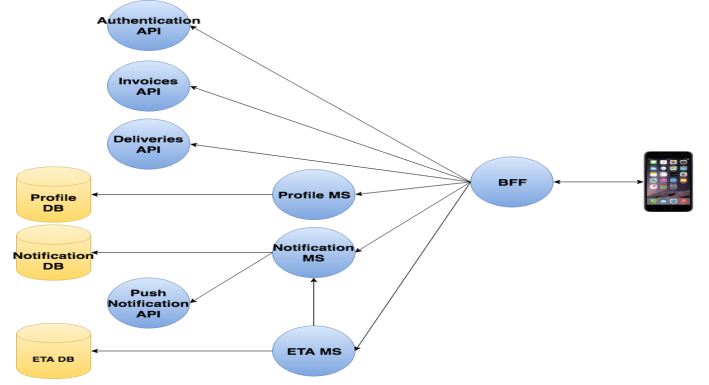 Authentication
API
Invoices
API
Deliveries
API
Profile
DB
Profile MS
BFF
Notification
DB
Notification
MS
Push
Notification
API
ETA DB
ETA MS